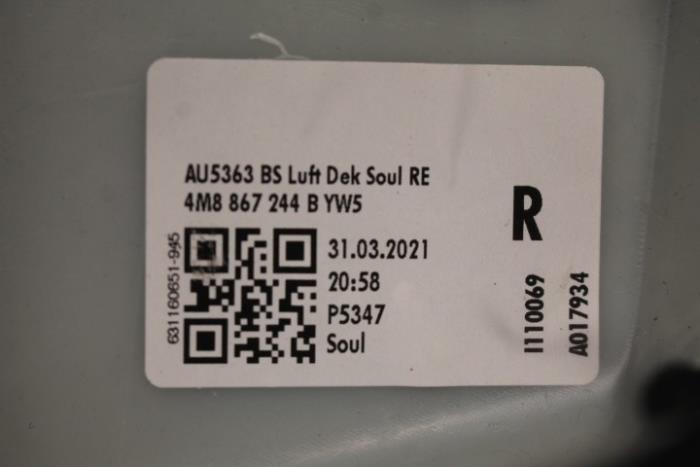 AU5363 BS Luft Dek Soul RE
4M8 867 244 B YW5
R
631160651-945
31.03.2021
20:58
P5347
Soul
I110069
A017934